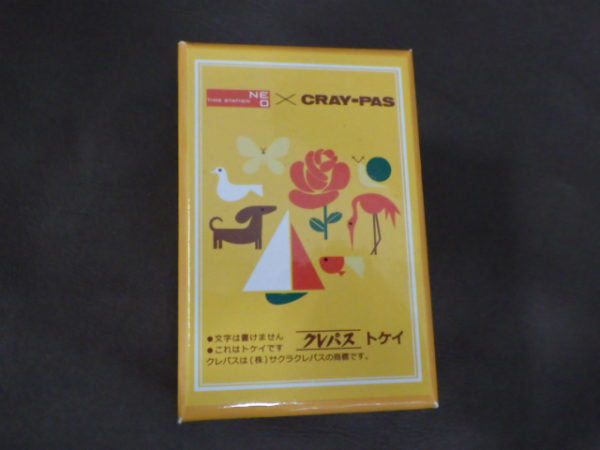 TIME STATION NEO × CRAY-PAS
●文字は書けません
●これはトケイです
クレパス トケイ
クレパスは(株)サクラクレパスの商標です。